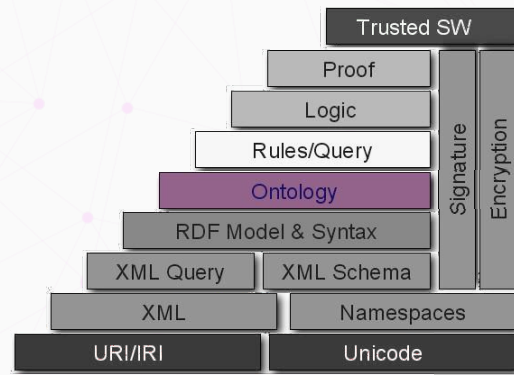 Trusted SW
Proof
Logic
Rules/Query
Ontology
RDF Model & Syntax
XML Query
XML Schema
XML
Namespaces
URI/IRI
Unicode
Signature
Encryption